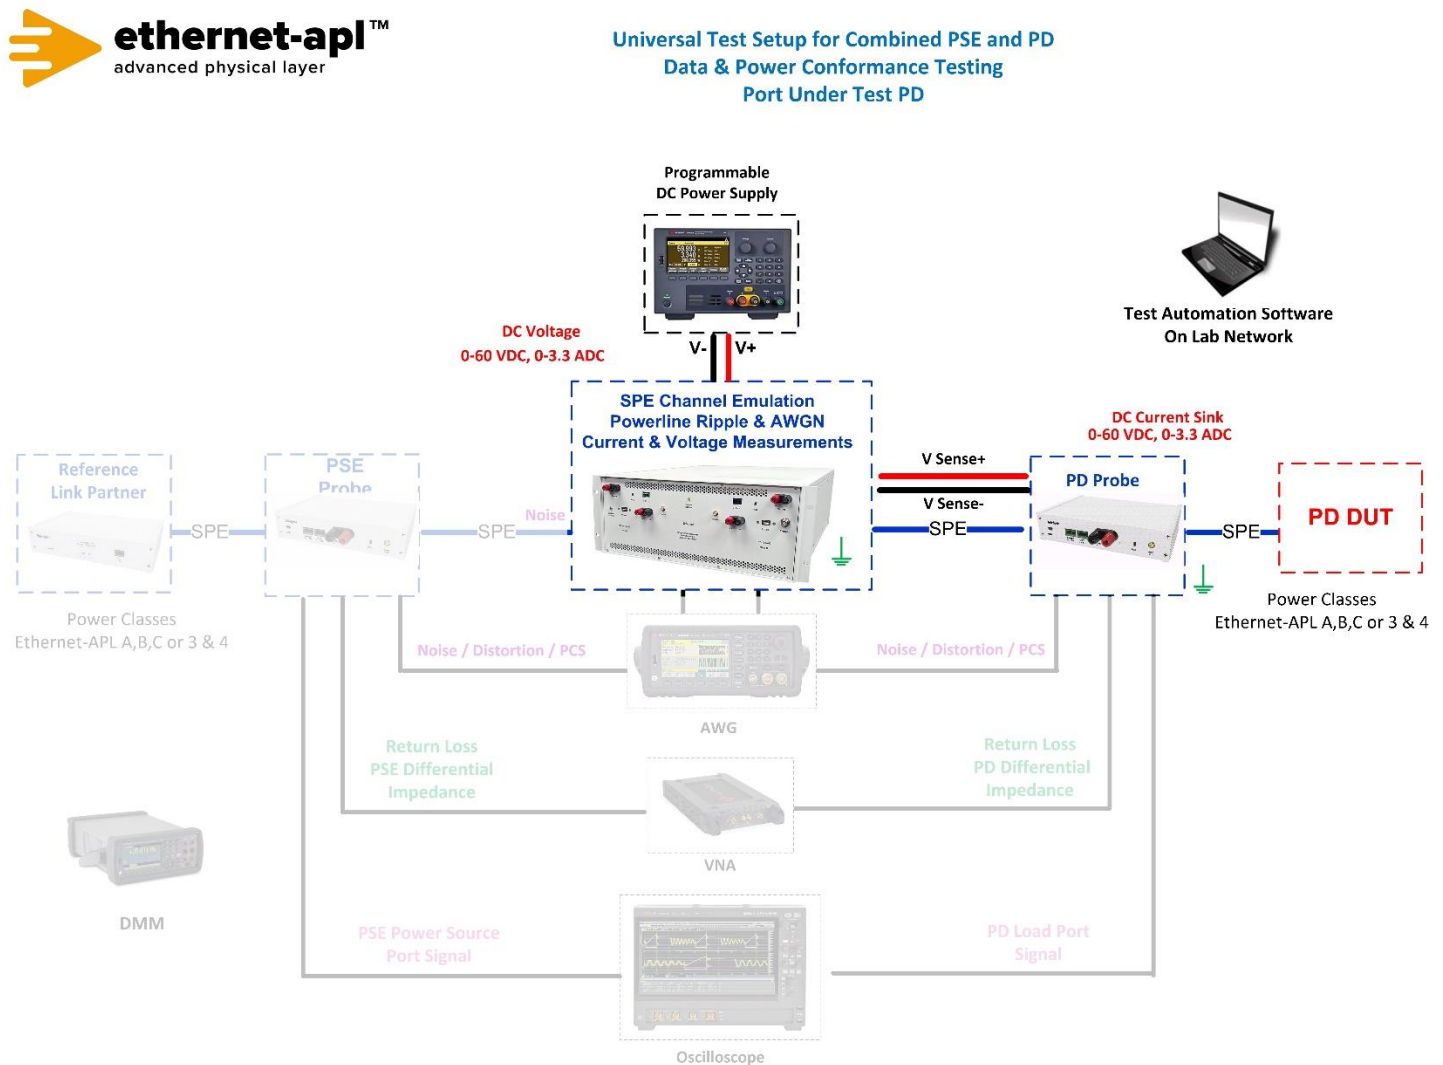 ethernet-apl™
advanced physical layer
Universal Test Setup for Combined PSE and PD
Data & Power Conformance Testing
Port Under Test PD
Programmable
DC Power Supply
Test Automation Software
On Lab Network
DC Voltage
0-60 VDC, 0-3.3 ADC
V-
V+
SPE Channel Emulation
Powerline Ripple & AWGN
Current & Voltage Measurements
DC Current Sink
0-60 VDC, 0-3.3 ADC
Reference
Link Partner
PSE
Probe
V Sense+
V Sense-
PD Probe
PD DUT
SPE
SPE
Noise
SPE
SPE
Power Classes
Ethernet-APL A,B,C or 3 & 4
Power Classes
Ethernet-APL A,B,C or 3 & 4
Noise / Distortion / PCS
Noise / Distortion / PCS
AWG
Return Loss
PSE Differential
Impedance
Return Loss
PD Differential
Impedance
VNA
DMM
PSE Power Source
Port Signal
PD Load Port
Signal
Oscilloscope